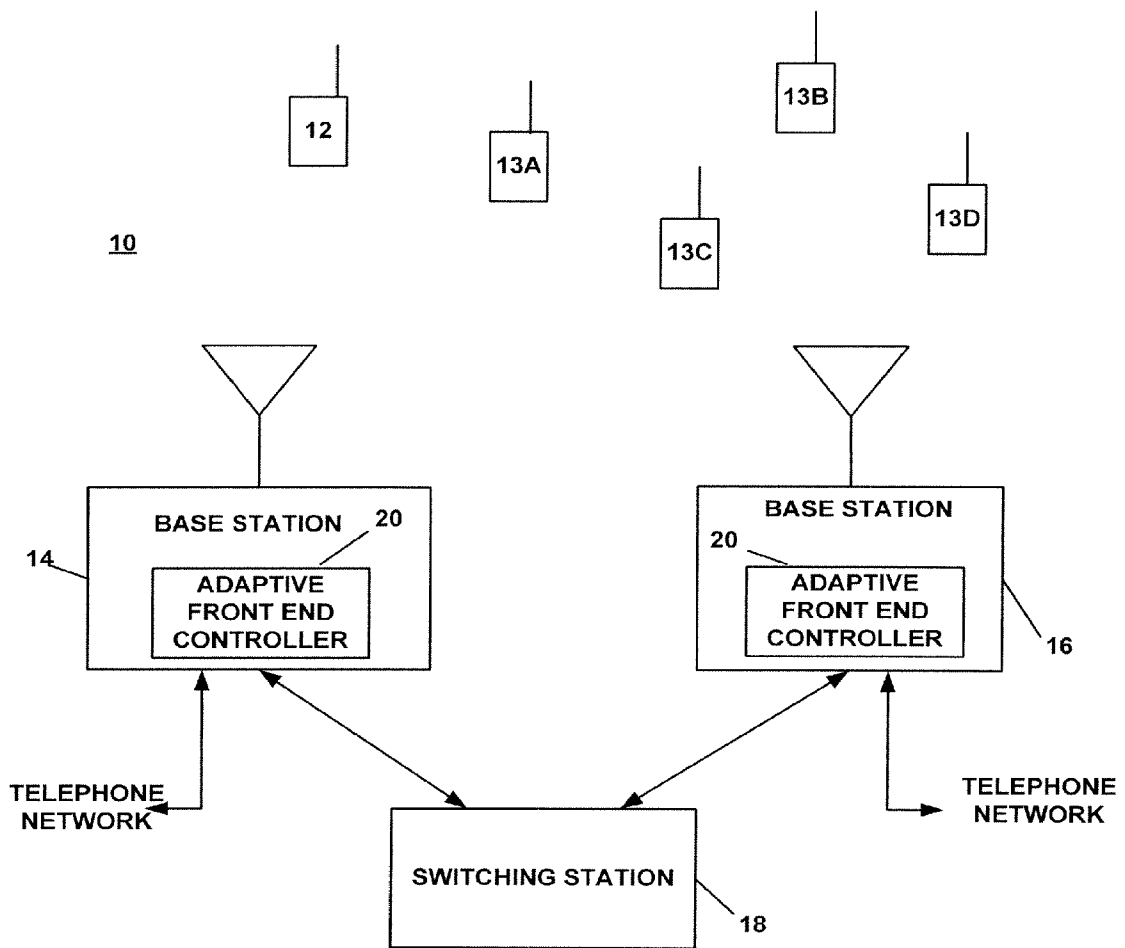 13B
12
13A
13D
13C
10
BASE STATION
20
14
ADAPTIVE
FRONT END
CONTROLLER
BASE STATION
20
ADAPTIVE
FRONT END
CONTROLLER
16
TELEPHONE
NETWORK
TELEPHONE
NETWORK
SWITCHING STATION
18